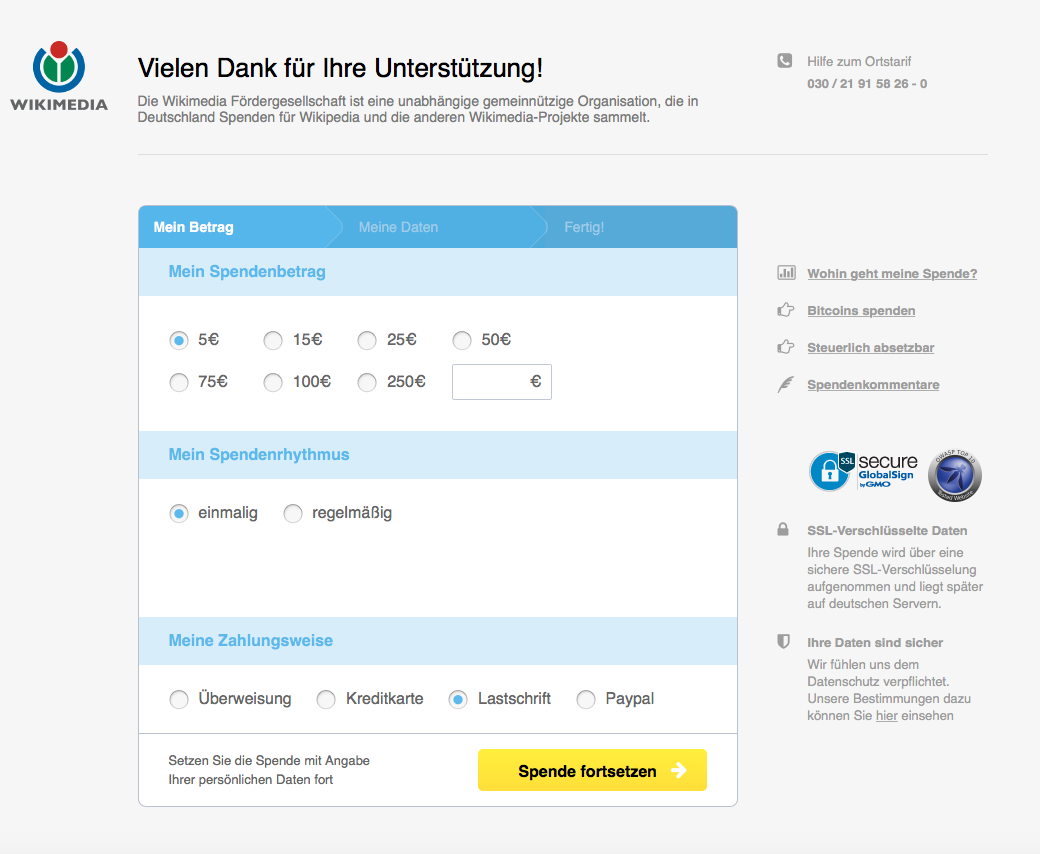 WIKIMEDIA
Vielen Dank für Ihre Unterstützung!
Die Wikimedia Fördergesellschaft ist eine unabhängige gemeinnützige Organisation, die in
Deutschland Spenden für Wikipedia und die anderen Wikimedia-Projekte sammelt.
Hilfe zum Ortstarif
030 / 21 91 58 26 - 0
Mein Betrag Meine Daten Fertig!
Mein Spendenbetrag
5€ 15€ 25€ 50€
75€ 100€ 250€ €
Mein Spendenrhythmus
einmalig regelmäßig
Meine Zahlungsweise
Überweisung Kreditkarte Lastschrift Paypal
Setzen Sie die Spende mit Angabe
Ihrer persönlichen Daten fort
Spende fortsetzen
Wohin geht meine Spende?
Bitcoins spenden
Steuerlich absetzbar
Spendenkommentare
SSL secure
GlobalSign
by GMO
OWASP TOP 10
Tested Website
SSL-Verschlüsselte Daten
Ihre Spende wird über eine
sichere SSL-Verschlüsselung
aufgenommen und liegt später
auf deutschen Servern.
Ihre Daten sind sicher
Wir fühlen uns dem
Datenschutz verpflichtet.
Unsere Bestimmungen dazu
können Sie hier einsehen